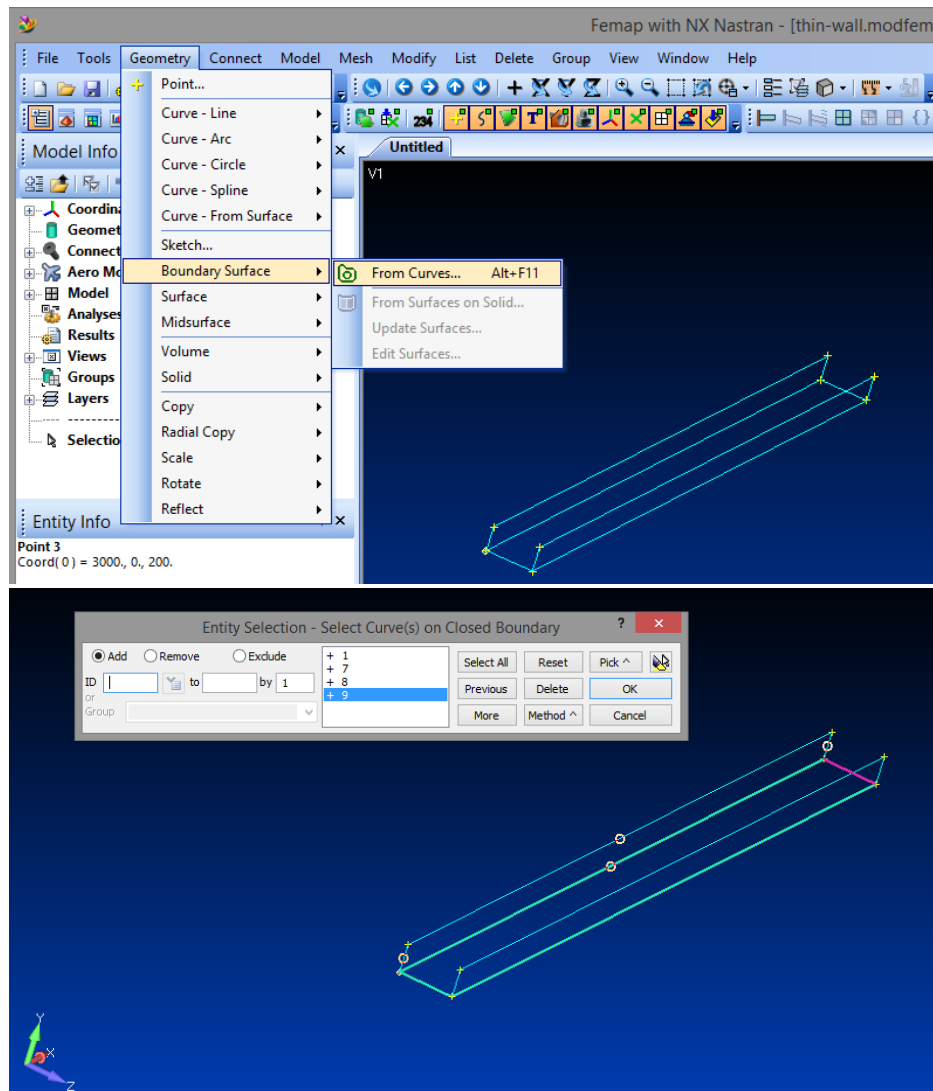 Femap with NX Nastran - [thin-wall.modfem
File Tools Geometry Connect Model Mesh Modify List Delete Group View Window Help
Point...
Curve - Line
Curve - Arc
Curve - Circle
Curve - Spline
Curve - From Surface
Sketch...
Boundary Surface
From Curves... Alt+F11
From Surfaces on Solid...
Update Surfaces...
Edit Surfaces...
Surface
Midsurface
Volume
Solid
Copy
Radial Copy
Scale
Rotate
Reflect
234
T
Model Info
Untitled
V1
Coordina
Geomet
Connect
Aero Mo
Model
Analyses
Results
Views
Groups
Layers
Selectio
Entity Info
Point 3
Coord( 0 ) = 3000., 0., 200.
Entity Selection - Select Curve(s) on Closed Boundary ?
Add Remove Exclude
ID to by 1
or
Group
+ 1
+ 7
+ 8
+ 9
Select All Reset Pick ^
Previous Delete OK
More Method ^ Cancel
Y
X
Z